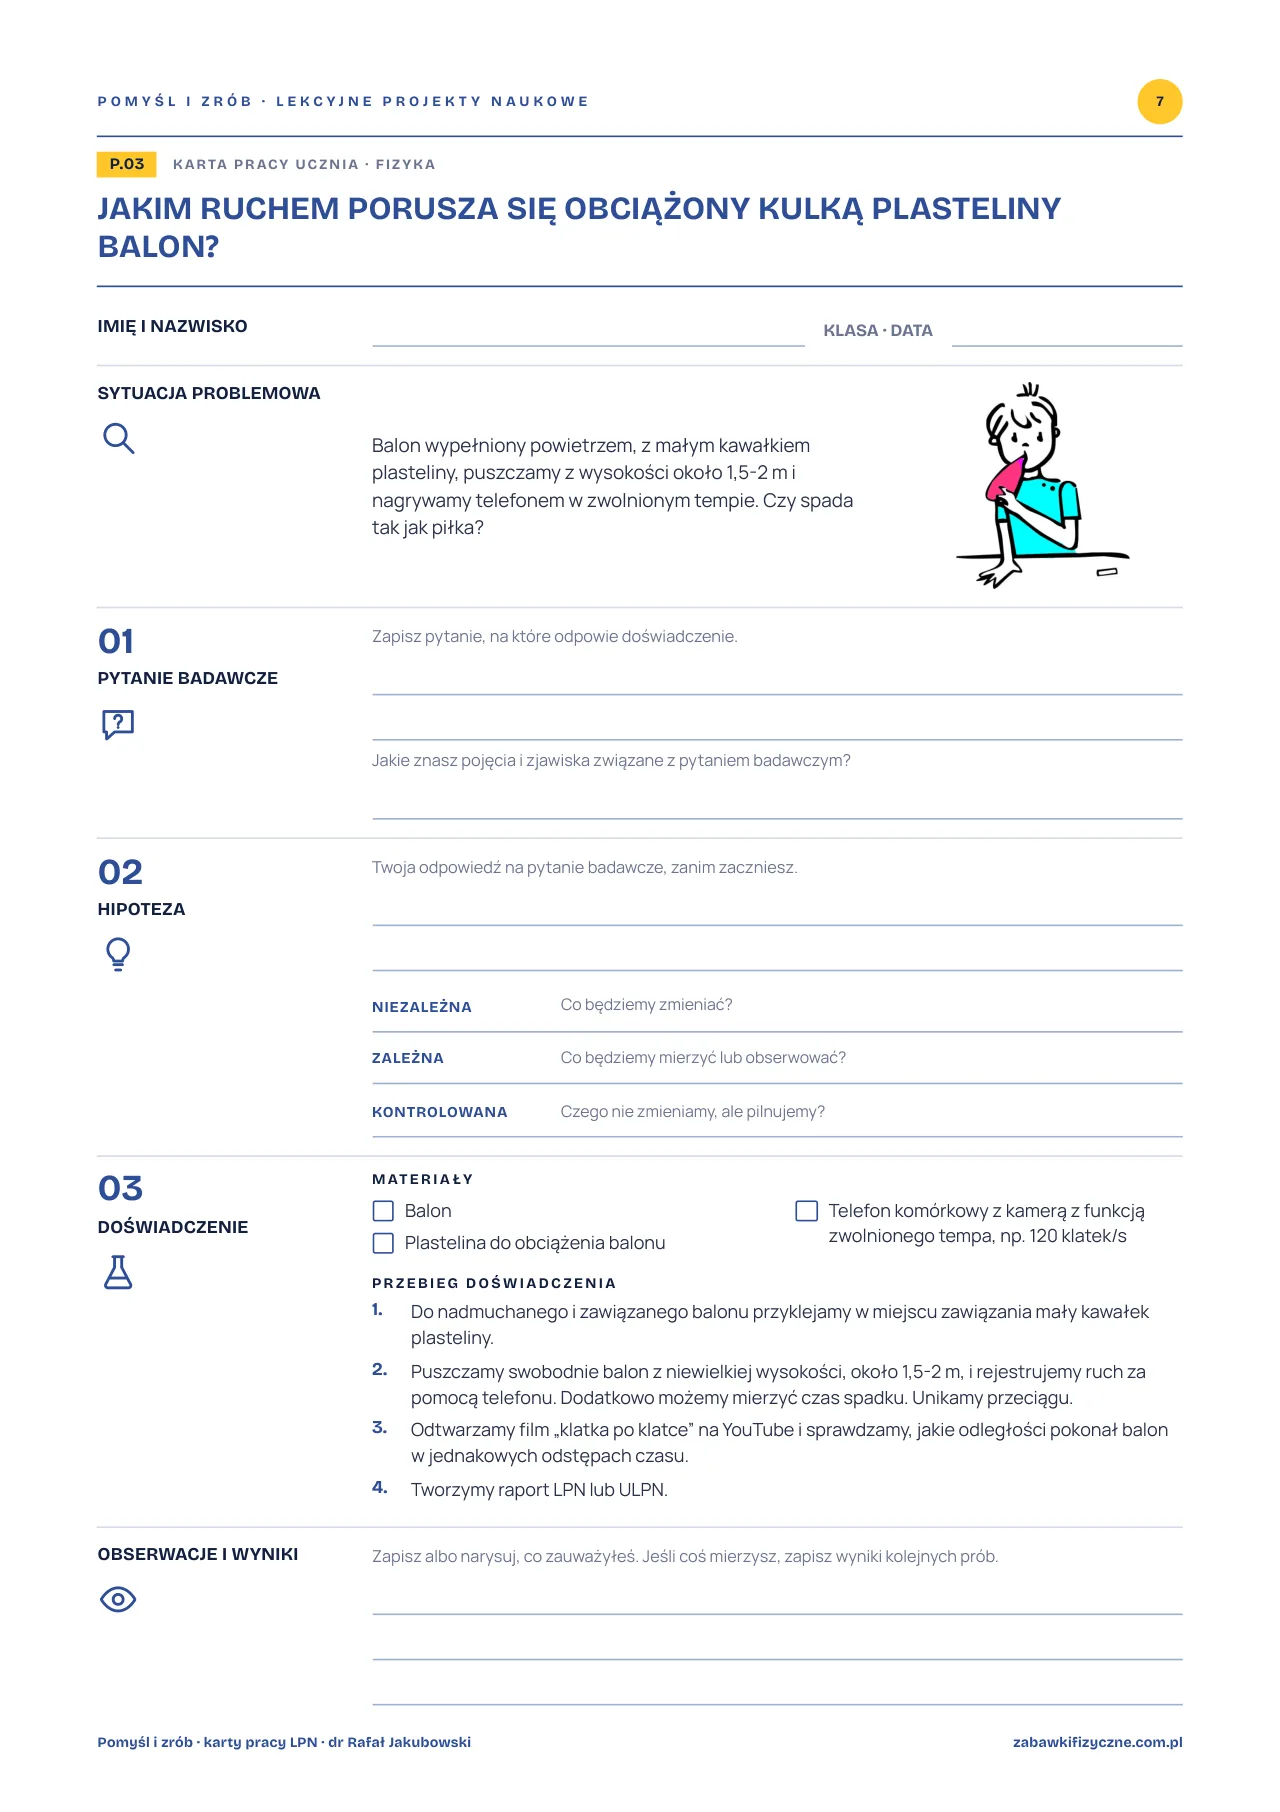 POMYŚL I ZRÓB · LEKCYJNE PROJEKTY NAUKOWE
7
P.03
KARTA PRACY UCZNIA · FIZYKA
JAKIM RUCHEM PORUSZA SIĘ OBCIĄŻONY KULKĄ PLASTELINY
BALON?
IMIĘ I NAZWISKO
KLASA · DATA
SYTUACJA PROBLEMOWA
Balon wypełniony powietrzem, z małym kawałkiem
plasteliny, puszczamy z wysokości około 1,5-2 m i
nagrywamy telefonem w zwolnionym tempie. Czy spada
tak jak piłka?
01
PYTANIE BADAWCZE
?
Zapisz pytanie, na które odpowie doświadczenie.
Jakie znasz pojęcia i zjawiska związane z pytaniem badawczym?
02
HIPOTEZA
Twoja odpowiedź na pytanie badawcze, zanim zaczniesz.
NIEZALEŻNA
Co będziemy zmieniać?
ZALEŻNA
Co będziemy mierzyć lub obserwować?
KONTROLOWANA
Czego nie zmieniamy, ale pilnujemy?
03
DOŚWIADCZENIE
MATERIAŁY
Balon
Plastelina do obciążenia balonu
Telefon komórkowy z kamerą z funkcją
zwolnionego tempa, np. 120 klatek/s
PRZEBIEG DOŚWIADCZENIA
1. Do nadmuchanego i zawiązanego balonu przyklejamy w miejscu zawiązania mały kawałek
plasteliny.
2. Puszczamy swobodnie balon z niewielkiej wysokości, około 1,5-2 m, i rejestrujemy ruch za
pomocą telefonu. Dodatkowo możemy mierzyć czas spadku. Unikamy przeciągu.
3. Odtwarzamy film „klatka po klatce” na YouTube i sprawdzamy, jakie odległości pokonał balon
w jednakowych odstępach czasu.
4. Tworzymy raport LPN lub ULPN.
OBSERWACJE I WYNIKI
Zapisz albo narysuj, co zauważyłeś. Jeśli coś mierzysz, zapisz wyniki kolejnych prób.
Pomyśl i zrób · karty pracy LPN · dr Rafał Jakubowski
zabawkifizyczne.com.pl